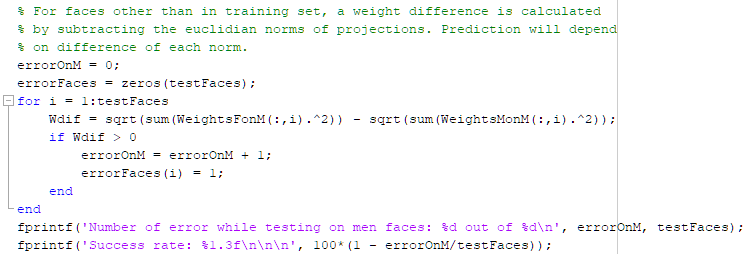 % For faces other than in training set, a weight difference is calculated
% by subtracting the euclidian norms of projections. Prediction will depend
% on difference of each norm.
errorOnM = 0;
errorFaces = zeros(testFaces);
for i = 1:testFaces
    Wdif = sqrt(sum(WeightsFonM(:,i).^2)) - sqrt(sum(WeightsMonM(:,i).^2));
    if Wdif > 0
        errorOnM = errorOnM + 1;
        errorFaces(i) = 1;
    end
end
fprintf('Number of error while testing on men faces: %d out of %d\n', errorOnM, testFaces);
fprintf('Success rate: %1.3f\n\n\n', 100*(1 - errorOnM/testFaces));